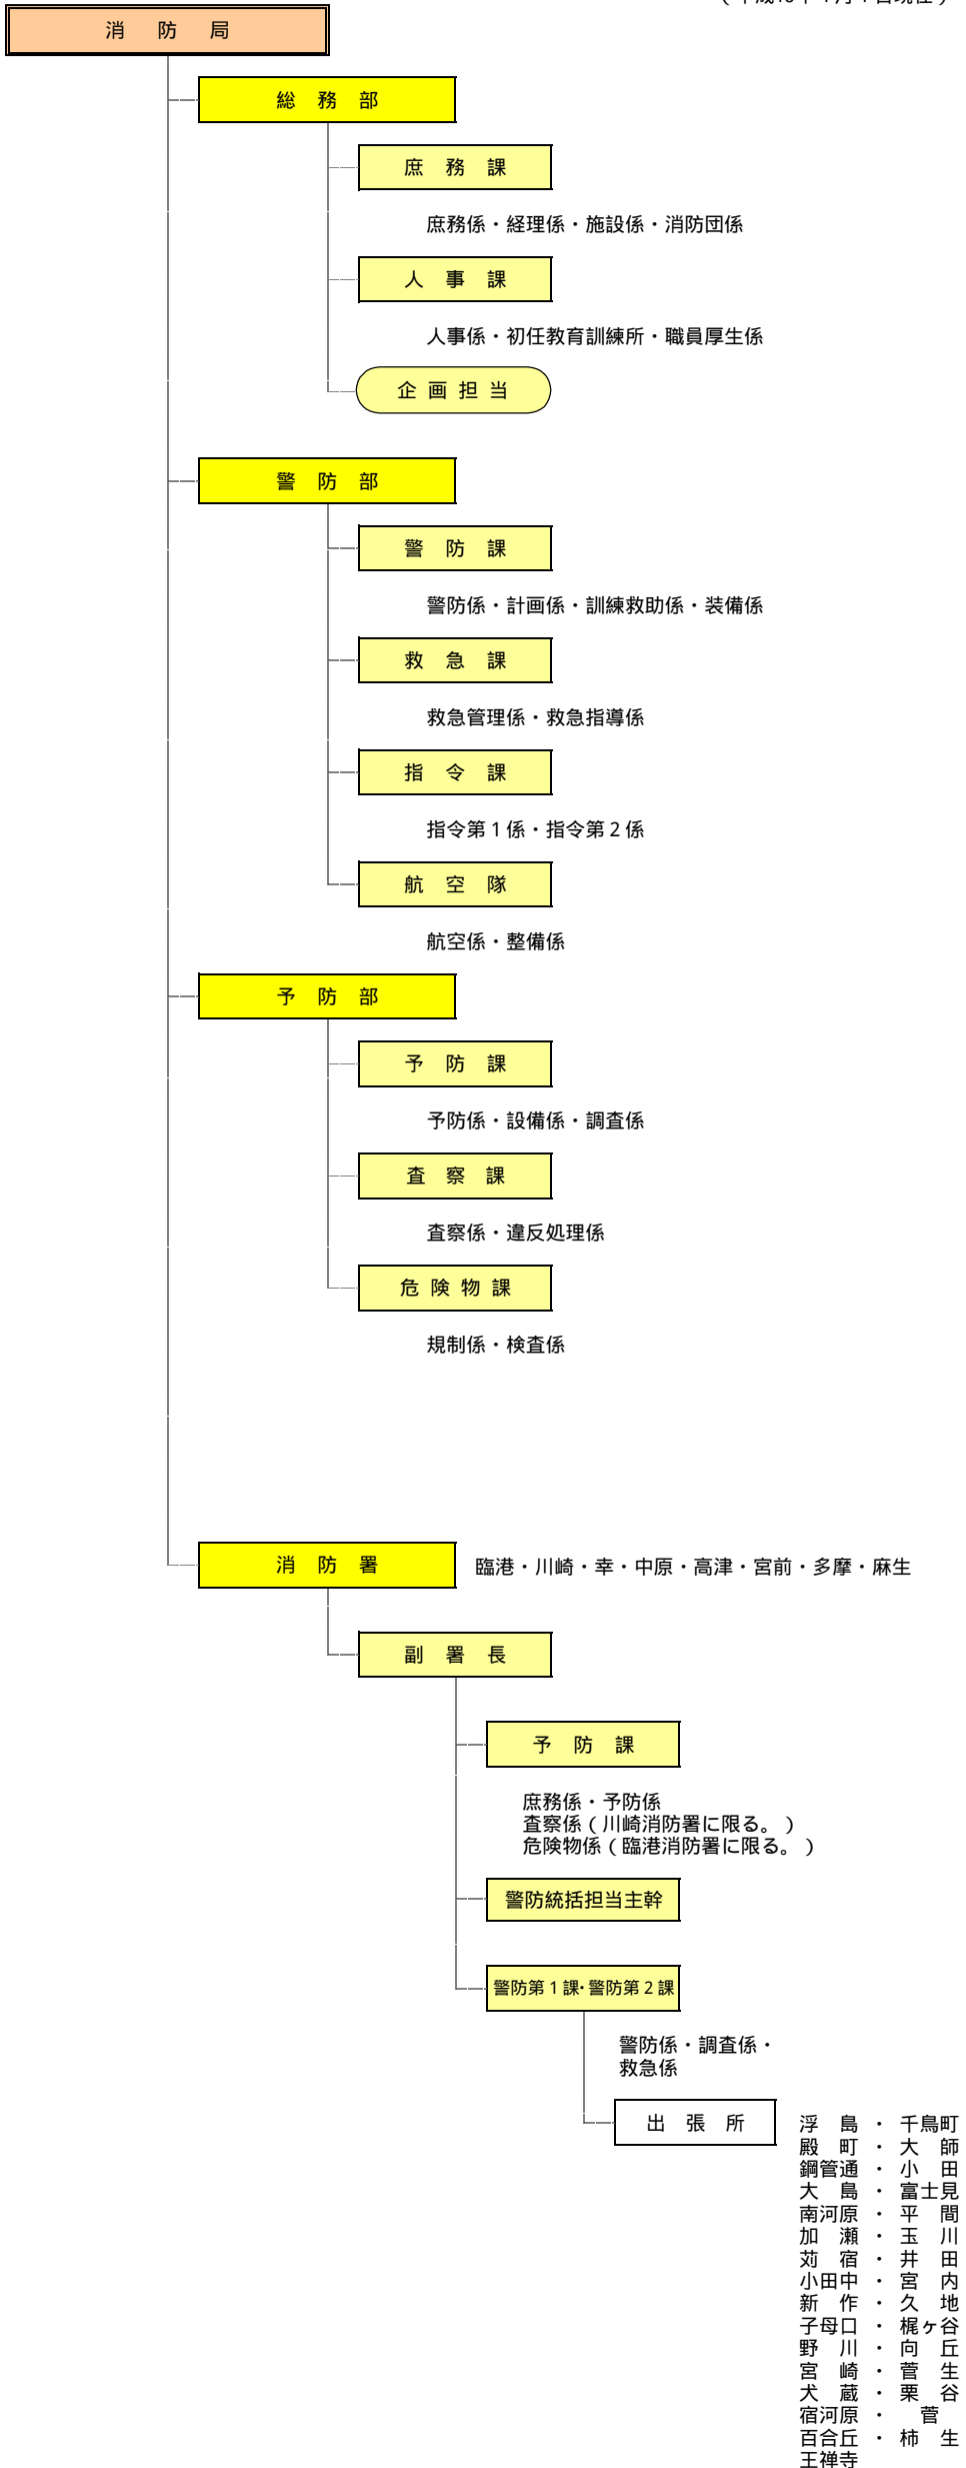 消防局
総務部
庶務課
庶務係・経理係・施設係・消防団係
人事課
人事係・初任教育訓練所・職員厚生係
企画担当
警防部
警防課
警防係・計画係・訓練救助係・装備係
救急課
救急管理係・救急指導係
指令課
指令第1係・指令第2係
航空隊
航空係・整備係
予防部
予防課
予防係・設備係・調査係
査察課
査察係・違反処理係
危険物課
規制係・検査係
消防署
臨港・川崎・幸・中原・高津・宮前・多摩・麻生
副署長
予防課
庶務係・予防係
査察係(川崎消防署に限る。)
危険物係(臨港消防署に限る。)
警防統括担当主幹
警防第1課・警防第2課
警防係・調査係・
救急係
出張所
浮島・千鳥町
殿町・大師
鋼管通・小田
大島・富士見
南河原・平間
加瀬・玉川
苅宿・井田
小田中・宮内
新作・久地
子母口・梶ヶ谷
野川・向丘
宮崎・菅生
犬蔵・栗谷
宿河原・菅
百合丘・柿生
王禅寺